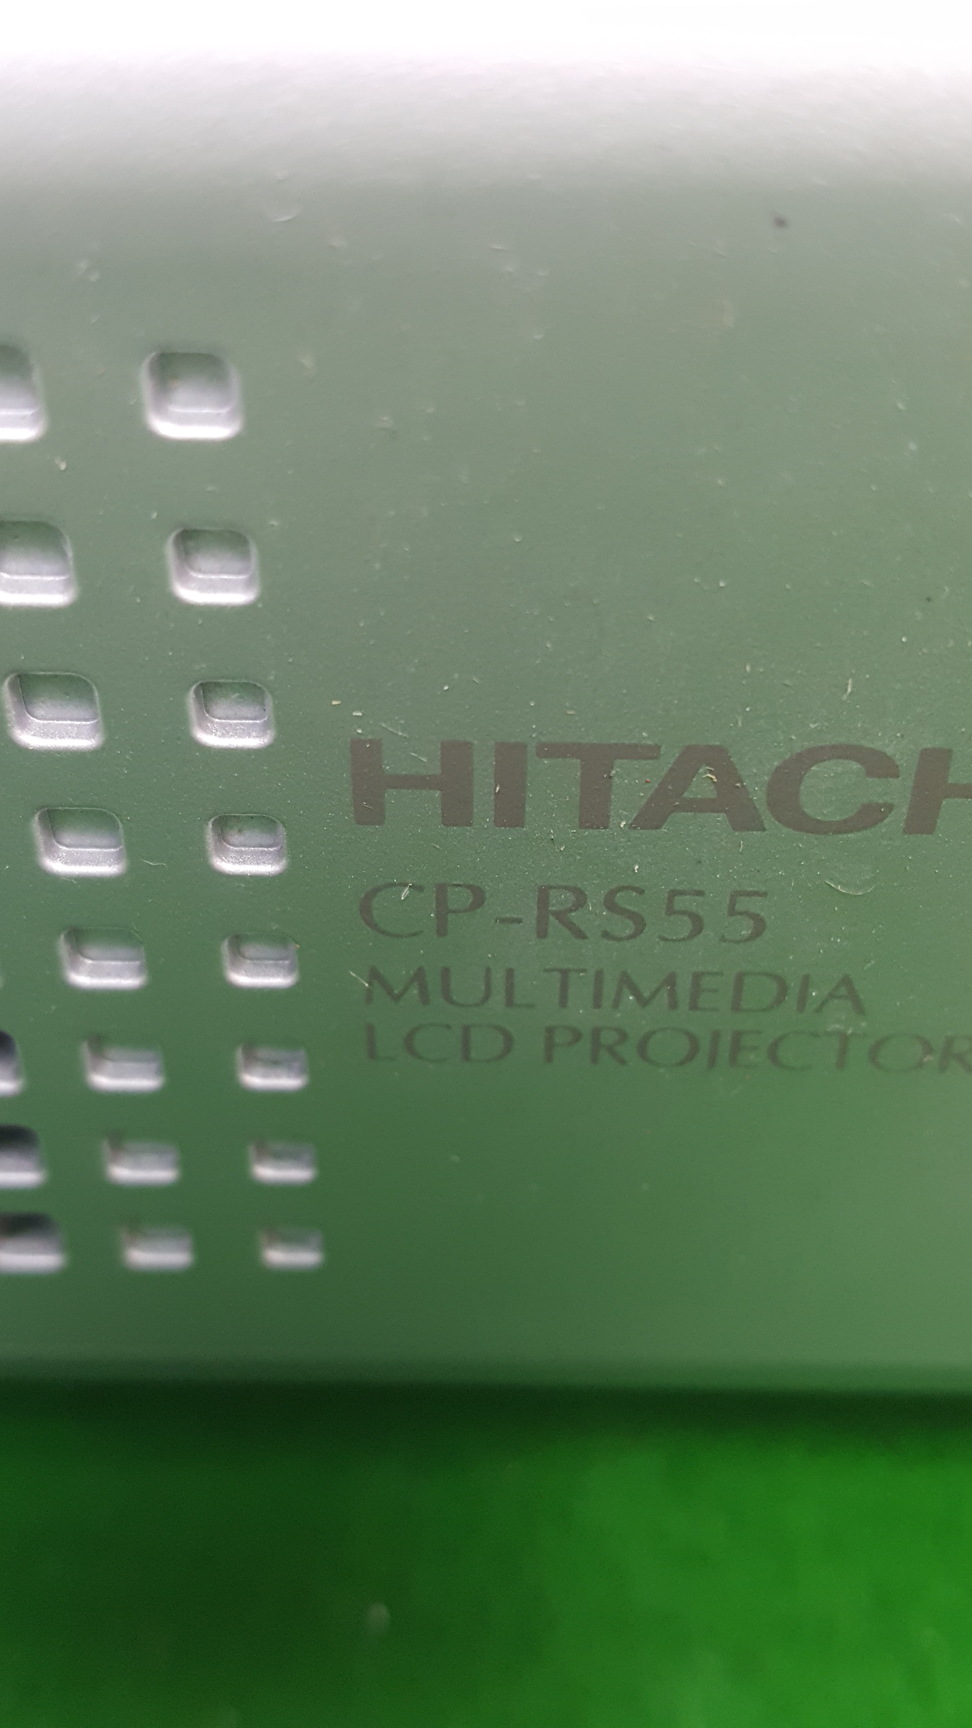 HITACH
CP-RS55
MULTIMEDIA
LCD PROJECTOR